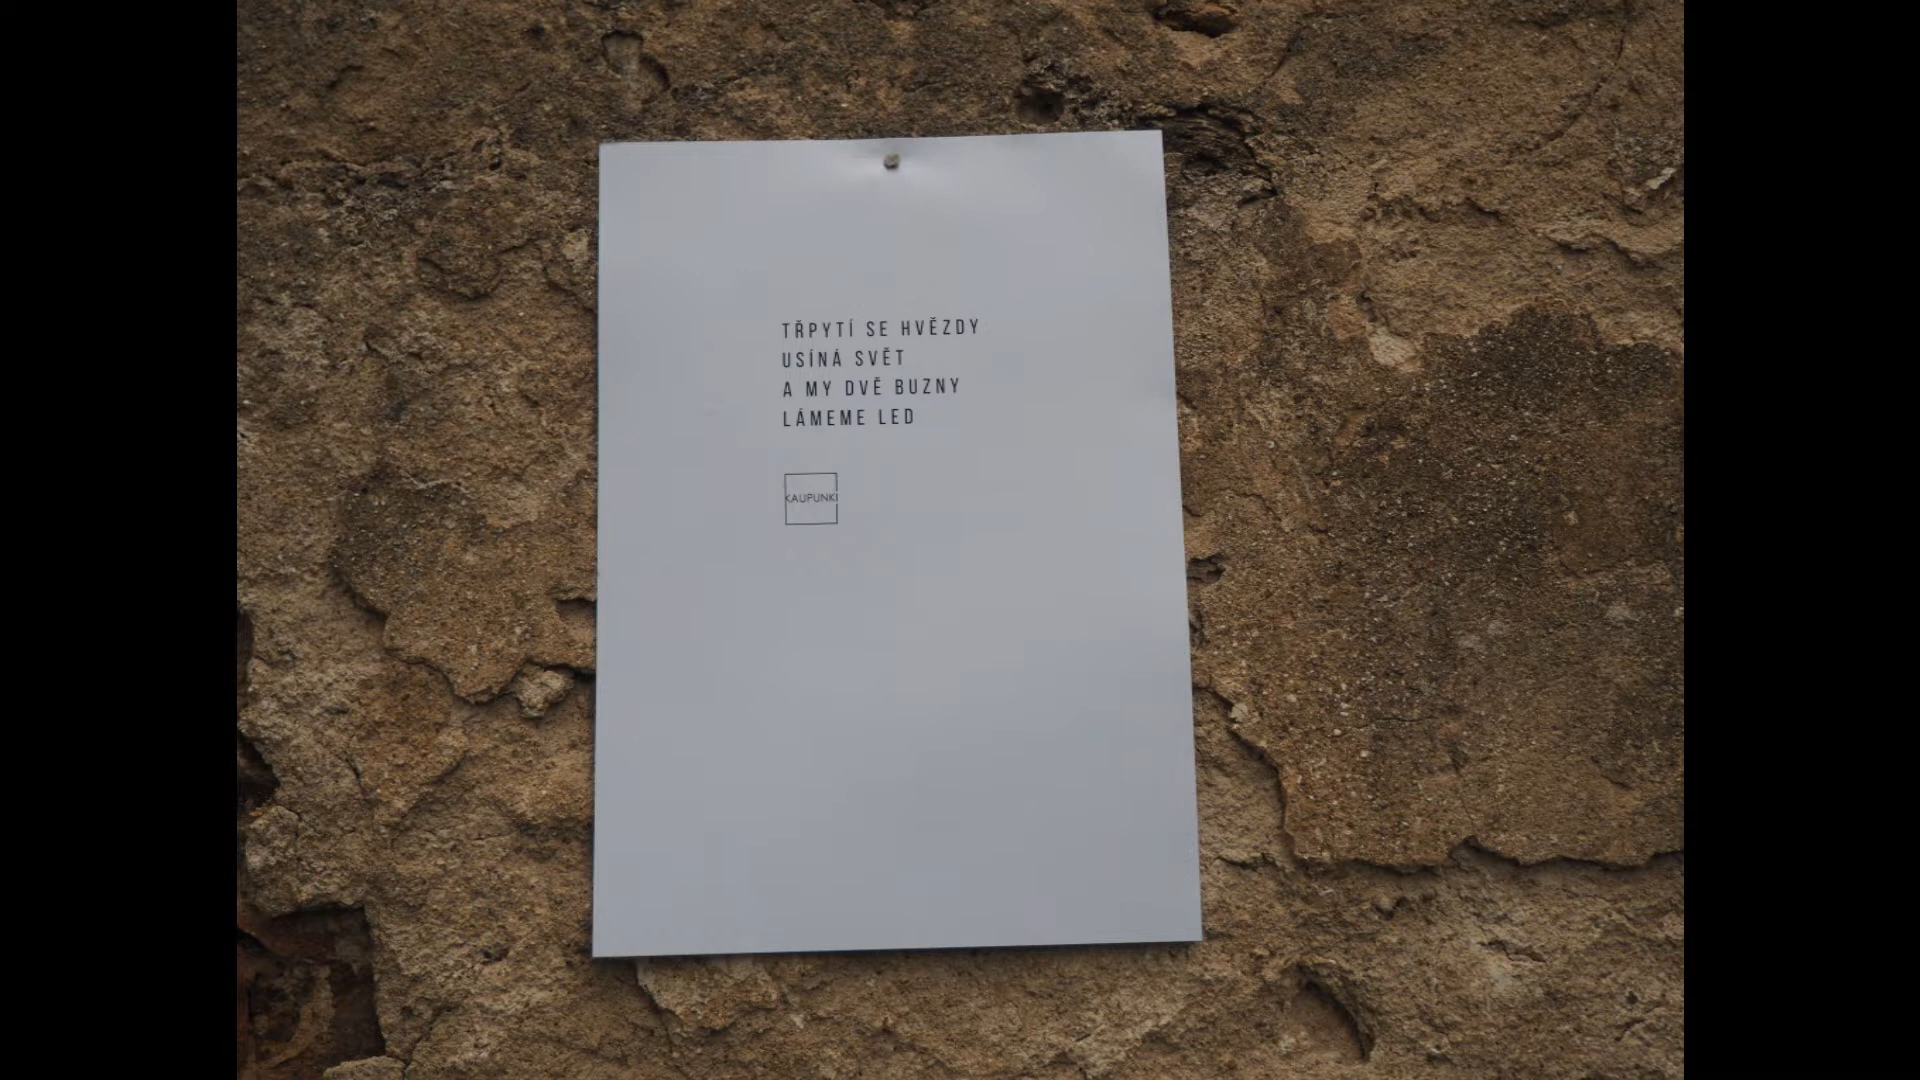 TŘPYTÍ SE HVĚZDY
USÍNÁ SVĚT
A MY DVĚ BUZNY
LÁMEME LED
KAUPUNKI